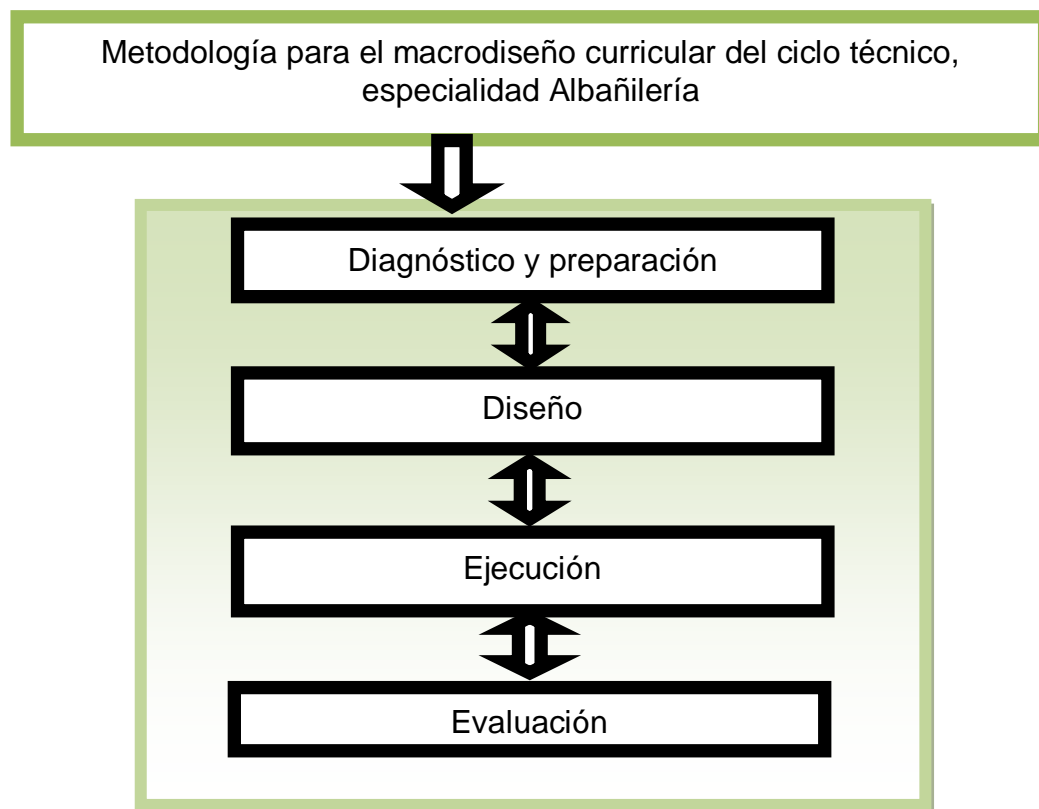 Metodología para el macrodiseño curricular del ciclo técnico,
especialidad Albañilería
Diagnóstico y preparación
Diseño
Ejecución
Evaluación